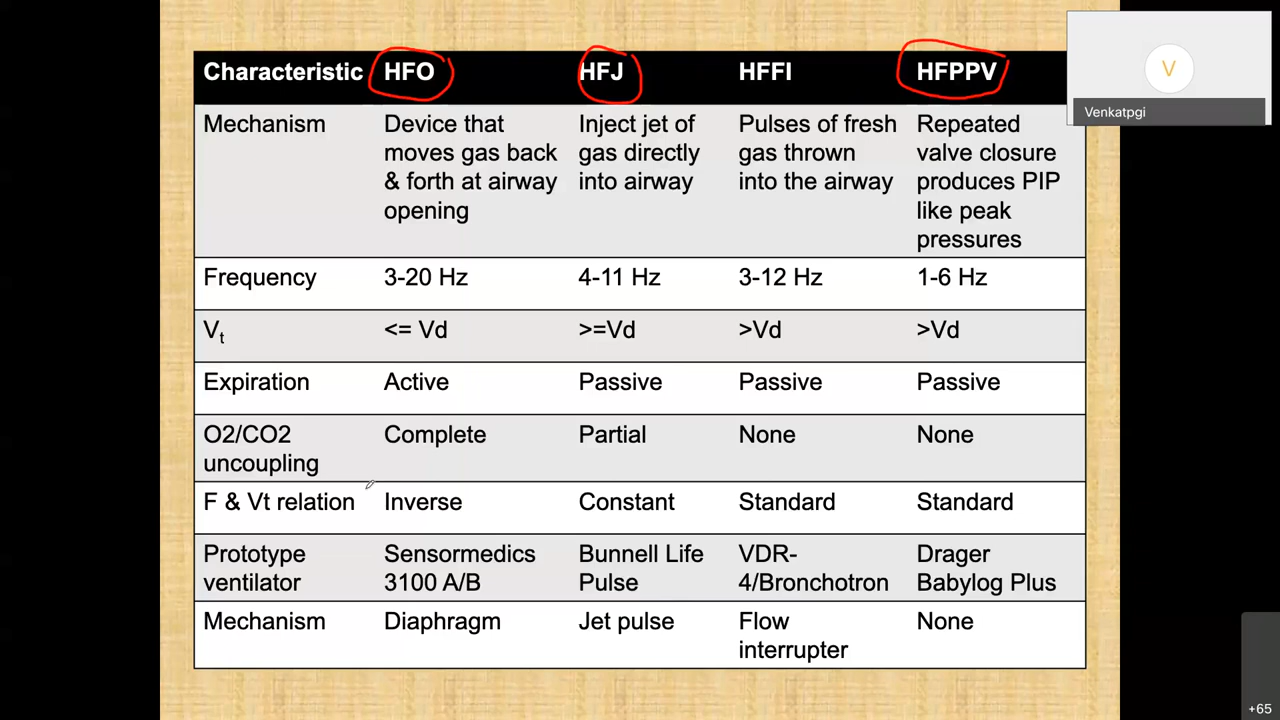 Characteristic HFO HFJ HFFI HFPPV
Mechanism Device that moves gas back & forth at airway opening Inject jet of gas directly into airway Pulses of fresh gas thrown into the airway Repeated valve closure produces PIP like peak pressures
Frequency 3-20 Hz 4-11 Hz 3-12 Hz 1-6 Hz
Vt <= Vd >=Vd >Vd >Vd
Expiration Active Passive Passive Passive
O2/CO2 uncoupling Complete Partial None None
F & Vt relation Inverse Constant Standard Standard
Prototype ventilator Sensormedics 3100 A/B Bunnell Life Pulse VDR-4/Bronchotron Drager Babylog Plus
Mechanism Diaphragm Jet pulse Flow interrupter None
V
Venkatpgi
+65